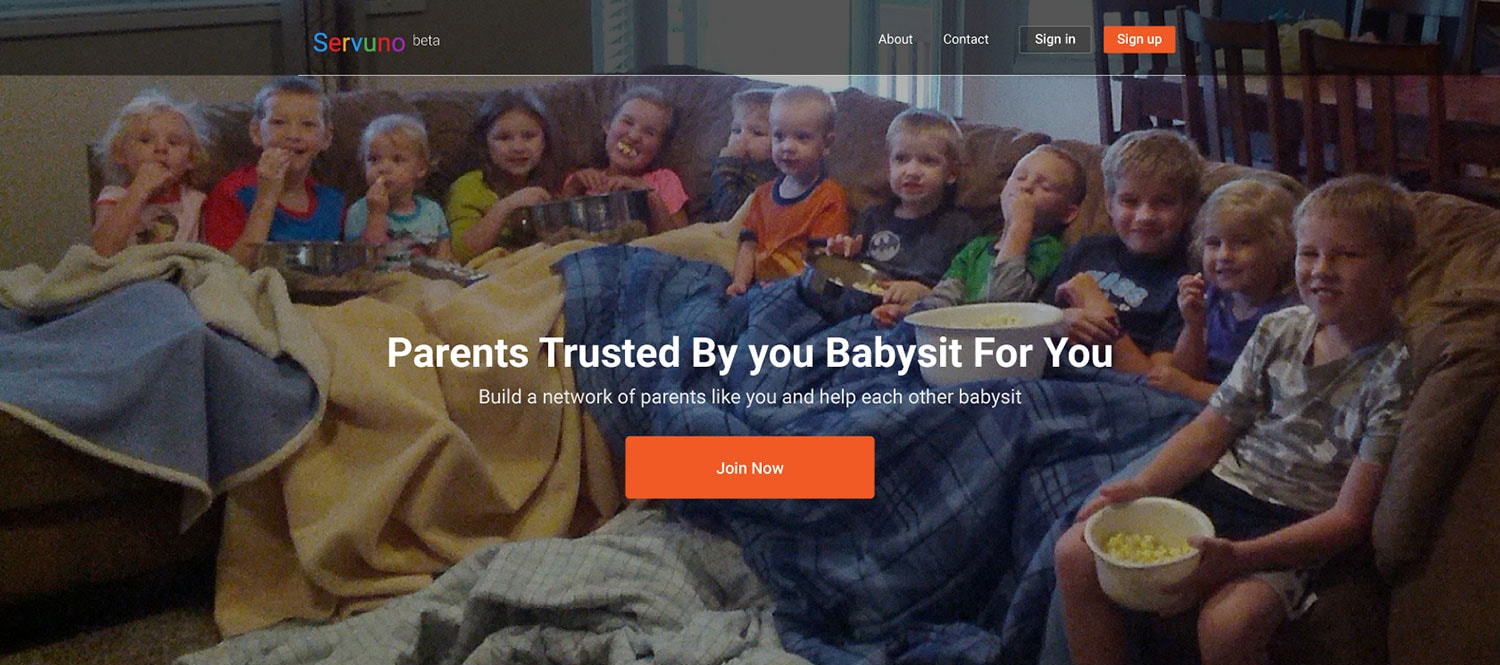 Servuno beta
About Contact Sign in Sign up
Parents Trusted By you Babysit For You
Build a network of parents like you and help each other babysit
Join Now